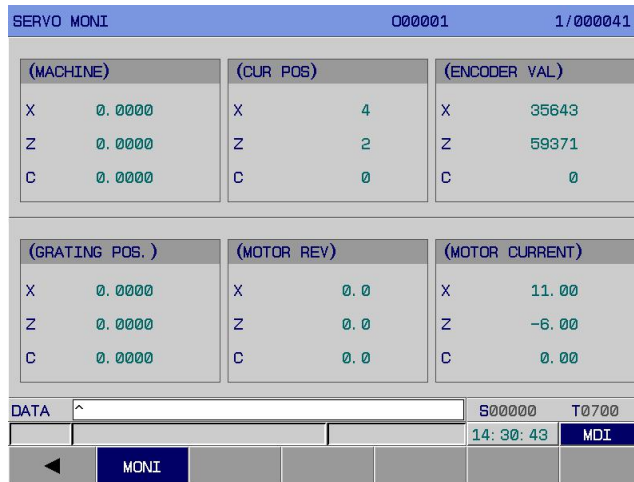 SERVO MONI O00001 1/000041
(MACHINE) (CUR POS) (ENCODER VAL)
X 0.0000 X 4 X 35643
Z 0.0000 Z 2 Z 59371
C 0.0000 C 0 C 0
(GRATING POS.) (MOTOR REV) (MOTOR CURRENT)
X 0.0000 X 0.0 X 11.00
Z 0.0000 Z 0.0 Z -6.00
C 0.0000 C 0.0 C 0.00
DATA ^ S00000 T0700
14:30:43 MDI
◀ MONI